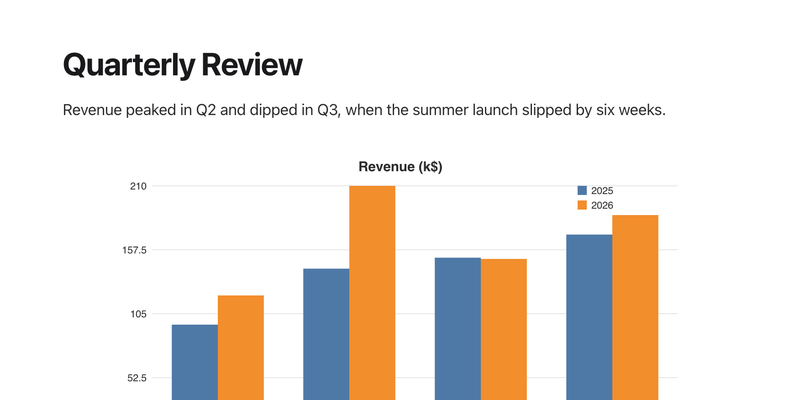 Quarterly Review
Revenue peaked in Q2 and dipped in Q3, when the summer launch slipped by six weeks.
Revenue (k$)
210
2025
2026
157.5
105
52.5